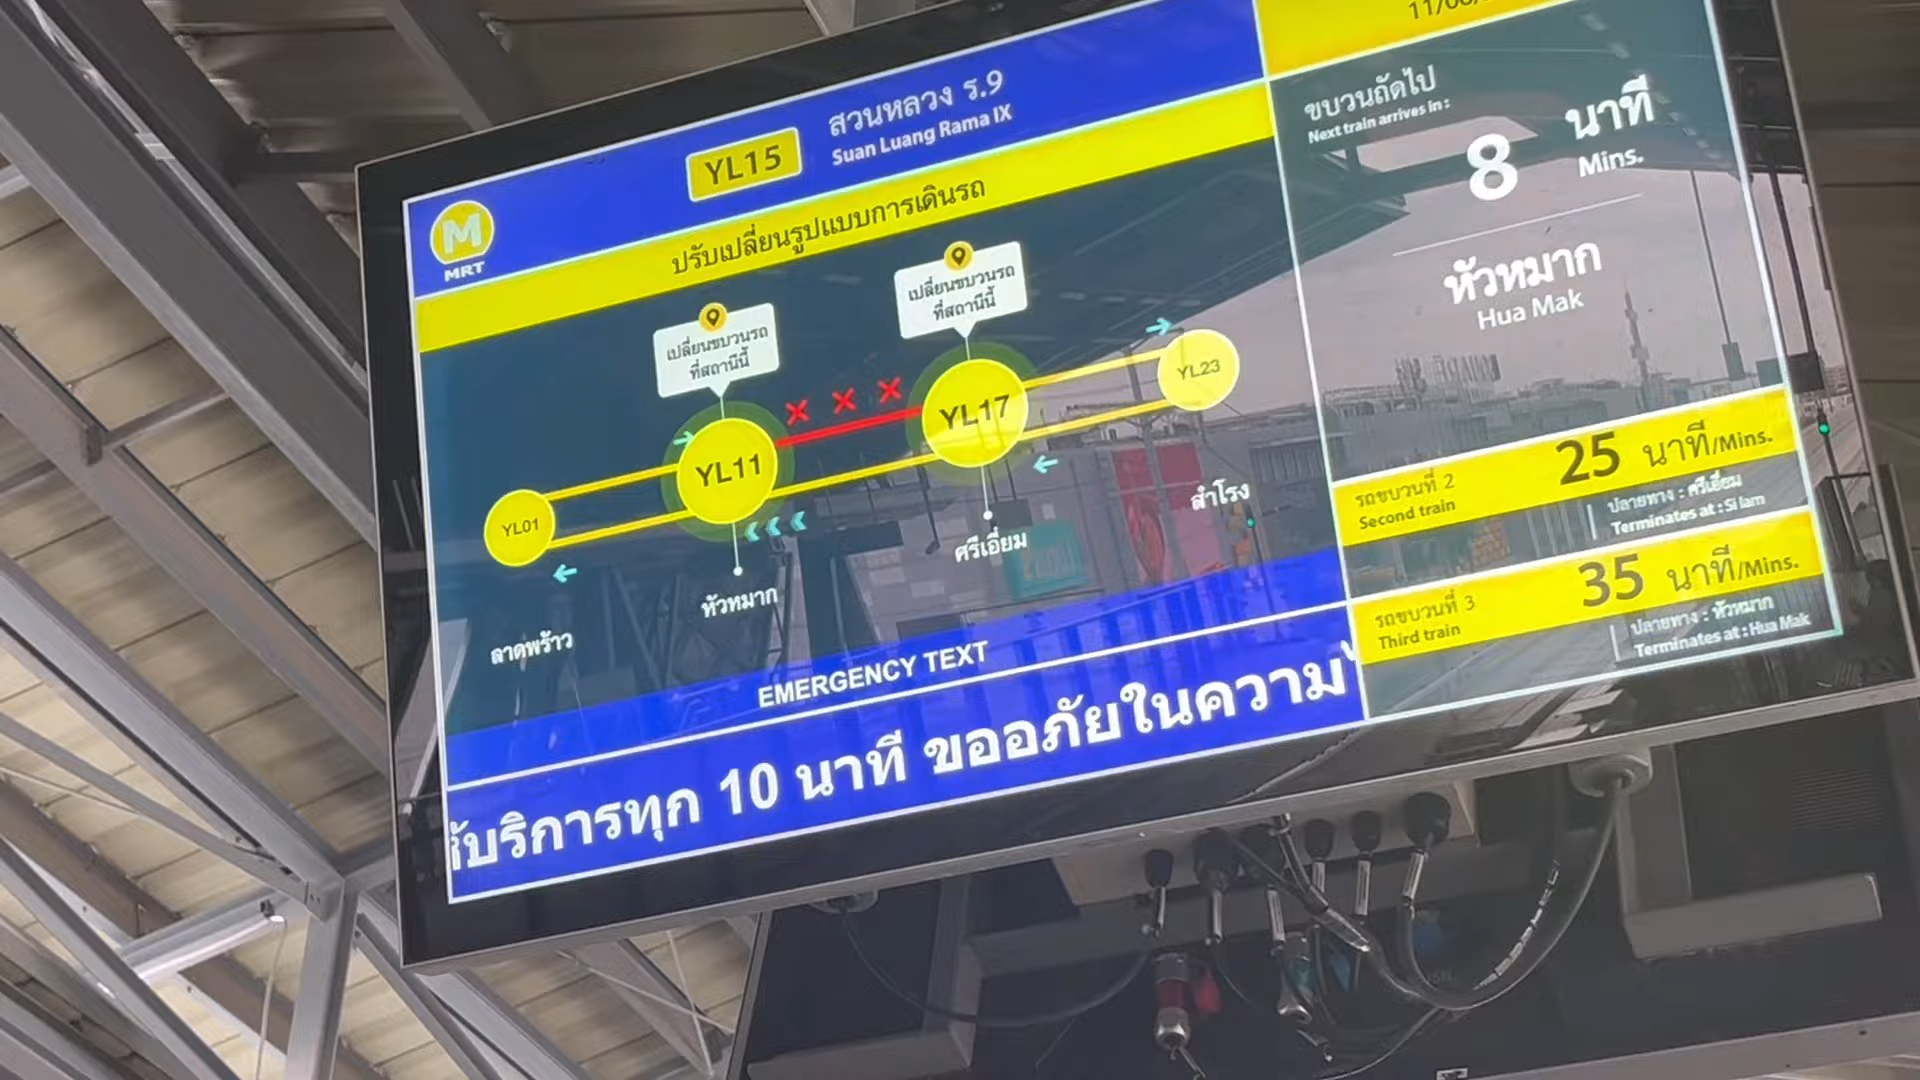 YL15
สวนหลวง ร.9
Suan Luang Rama IX
M
MRT
ปรับเปลี่ยนรูปแบบการเดินรถ
เปลี่ยนขบวนรถ
ที่สถานีนี้
เปลี่ยนขบวนรถ
ที่สถานีนี้
YL01
YL11
YL17
YL23
ลาดพร้าว
หัวหมาก
ศรีเอี่ยม
สำโรง
EMERGENCY TEXT
บริการทุก 10 นาที ขออภัยในความ
ขบวนถัดไป
Next train arrives in :
8 นาที
Mins.
หัวหมาก
Hua Mak
รถขบวนที่ 2
Second train
25 นาที/Mins.
ปลายทาง : ศรีเอี่ยม
Terminates at : Si Iam
รถขบวนที่ 3
Third train
35 นาที/Mins.
ปลายทาง : หัวหมาก
Terminates at : Hua Mak